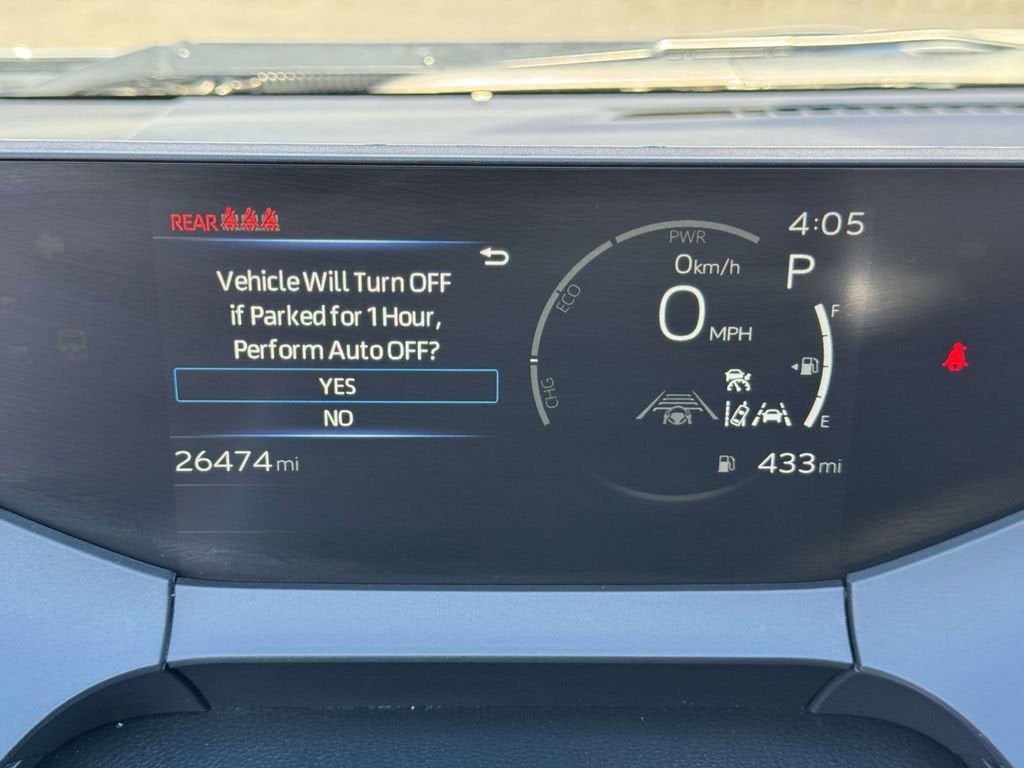 REAR
Vehicle Will Turn OFF
if Parked for 1 Hour,
Perform Auto OFF?
YES
NO
26474 mi
PWR
ECO
CHG
0 km/h
0 MPH
4:05
P
F
E
433 mi